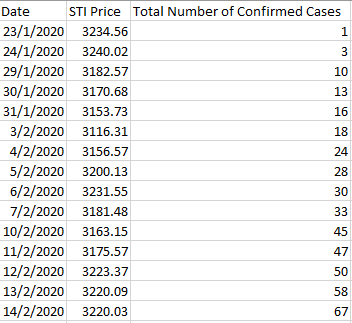 Date STI Price Total Number of Confirmed Cases
23/1/2020 3234.56 1
24/1/2020 3240.02 3
29/1/2020 3182.57 10
30/1/2020 3170.68 13
31/1/2020 3153.73 16
3/2/2020 3116.31 18
4/2/2020 3156.57 24
5/2/2020 3200.13 28
6/2/2020 3231.55 30
7/2/2020 3181.48 33
10/2/2020 3163.15 45
11/2/2020 3175.57 47
12/2/2020 3223.37 50
13/2/2020 3220.09 58
14/2/2020 3220.03 67